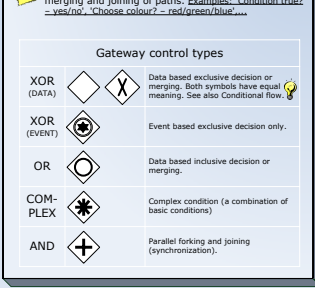 merging and joining of paths. Examples: 'Condition true?
– yes/no', 'Choose colour? – red/green/blue',...
Gateway control types
XOR
(DATA)
X
Data based exclusive decision or
merging. Both symbols have equal
meaning. See also Conditional flow.
XOR
(EVENT)
Event based exclusive decision only.
OR
Data based inclusive decision or
merging.
COM-
PLEX
Complex condition (a combination of
basic conditions)
AND
Parallel forking and joining
(synchronization).